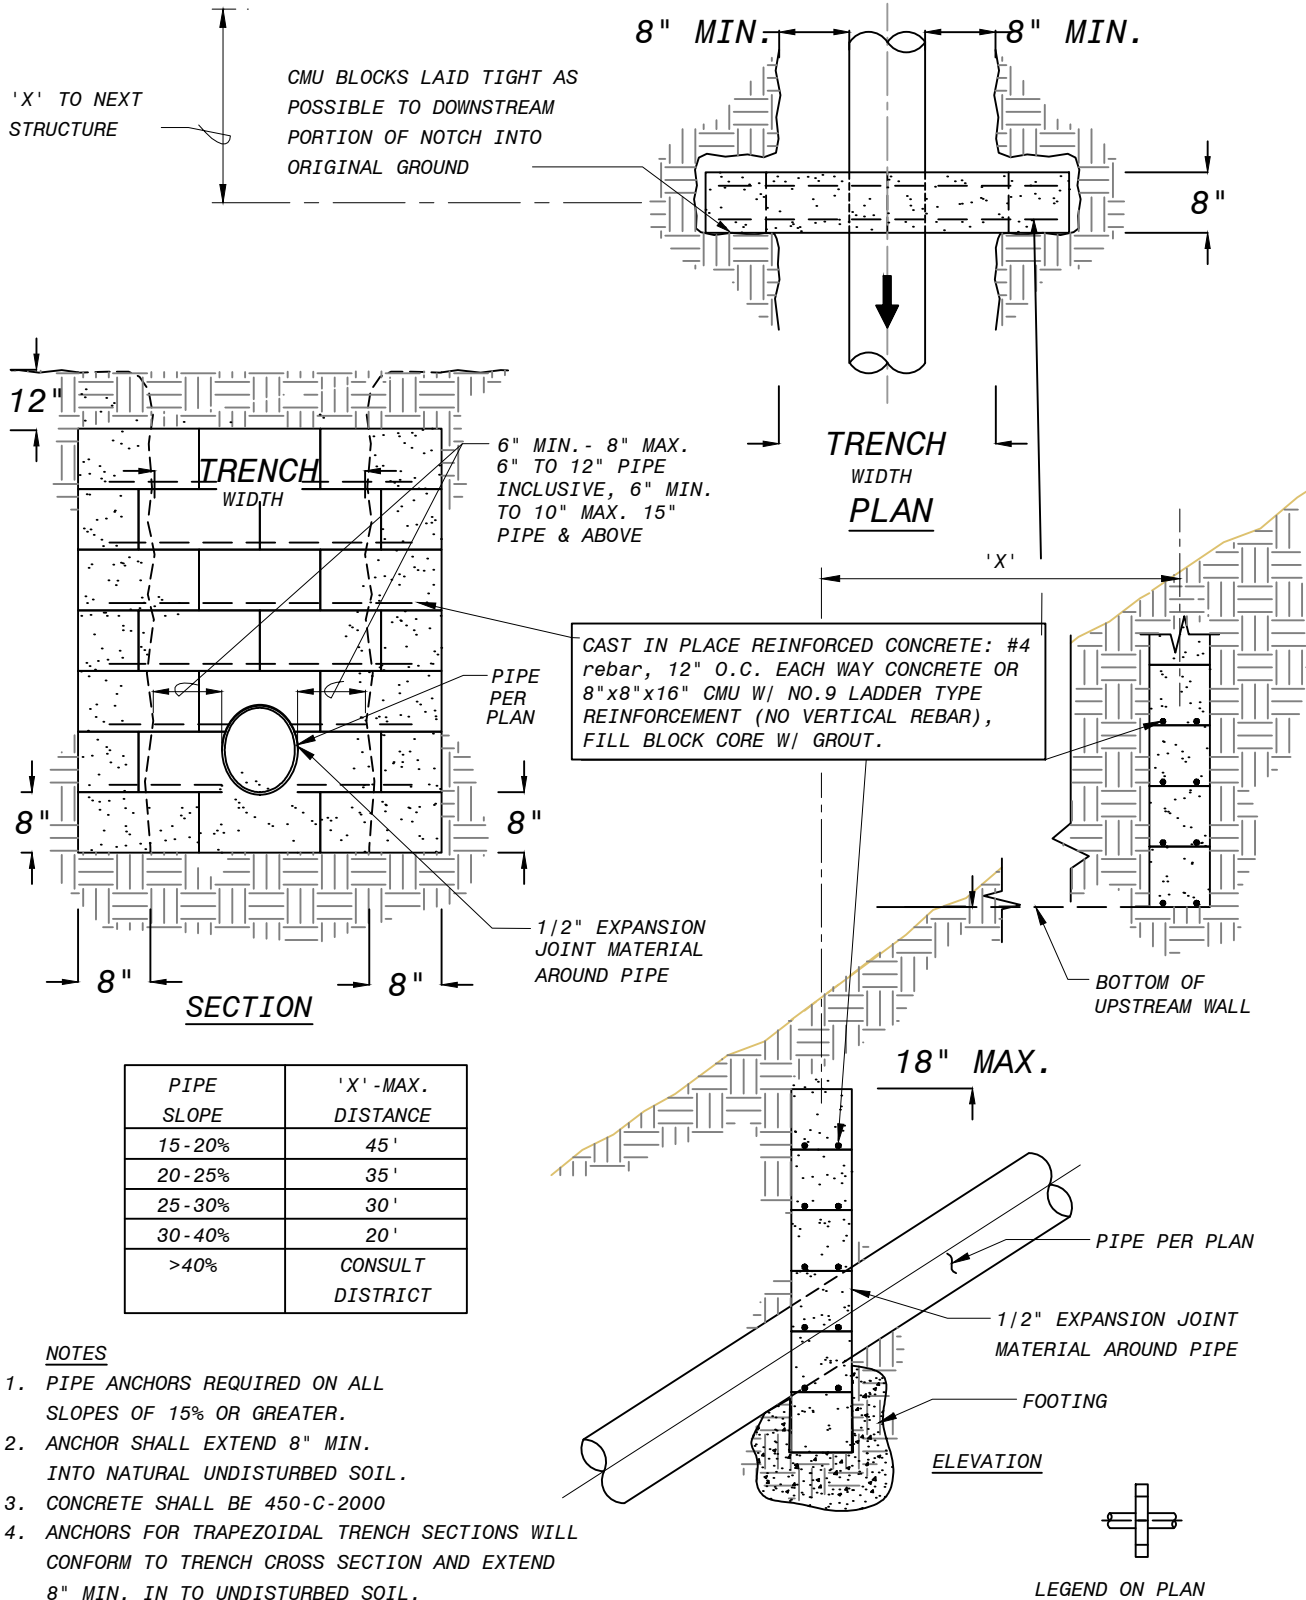 8" MIN.
8" MIN.
'X' TO NEXT
STRUCTURE
CMU BLOCKS LAID TIGHT AS
POSSIBLE TO DOWNSTREAM
PORTION OF NOTCH INTO
ORIGINAL GROUND
8"
TRENCH
WIDTH
PLAN
12"
TRENCH
WIDTH
6" MIN.- 8" MAX.
6" TO 12" PIPE
INCLUSIVE, 6" MIN.
TO 10" MAX. 15"
PIPE & ABOVE
'X'
CAST IN PLACE REINFORCED CONCRETE: #4
rebar, 12" O.C. EACH WAY CONCRETE OR
8"x8"x16" CMU W/ NO.9 LADDER TYPE
REINFORCEMENT (NO VERTICAL REBAR),
FILL BLOCK CORE W/ GROUT.
PIPE
PER
PLAN
8"
8"
1/2" EXPANSION
JOINT MATERIAL
AROUND PIPE
8"
8"
SECTION
BOTTOM OF
UPSTREAM WALL
18" MAX.
PIPE SLOPE
'X'-MAX. DISTANCE
15-20% 45'
20-25% 35'
25-30% 30'
30-40% 20'
>40% CONSULT
DISTRICT
PIPE PER PLAN
1/2" EXPANSION JOINT
MATERIAL AROUND PIPE
FOOTING
ELEVATION
NOTES
1. PIPE ANCHORS REQUIRED ON ALL
SLOPES OF 15% OR GREATER.
2. ANCHOR SHALL EXTEND 8" MIN.
INTO NATURAL UNDISTURBED SOIL.
3. CONCRETE SHALL BE 450-C-2000
4. ANCHORS FOR TRAPEZOIDAL TRENCH SECTIONS WILL
CONFORM TO TRENCH CROSS SECTION AND EXTEND
8" MIN. IN TO UNDISTURBED SOIL.
LEGEND ON PLAN